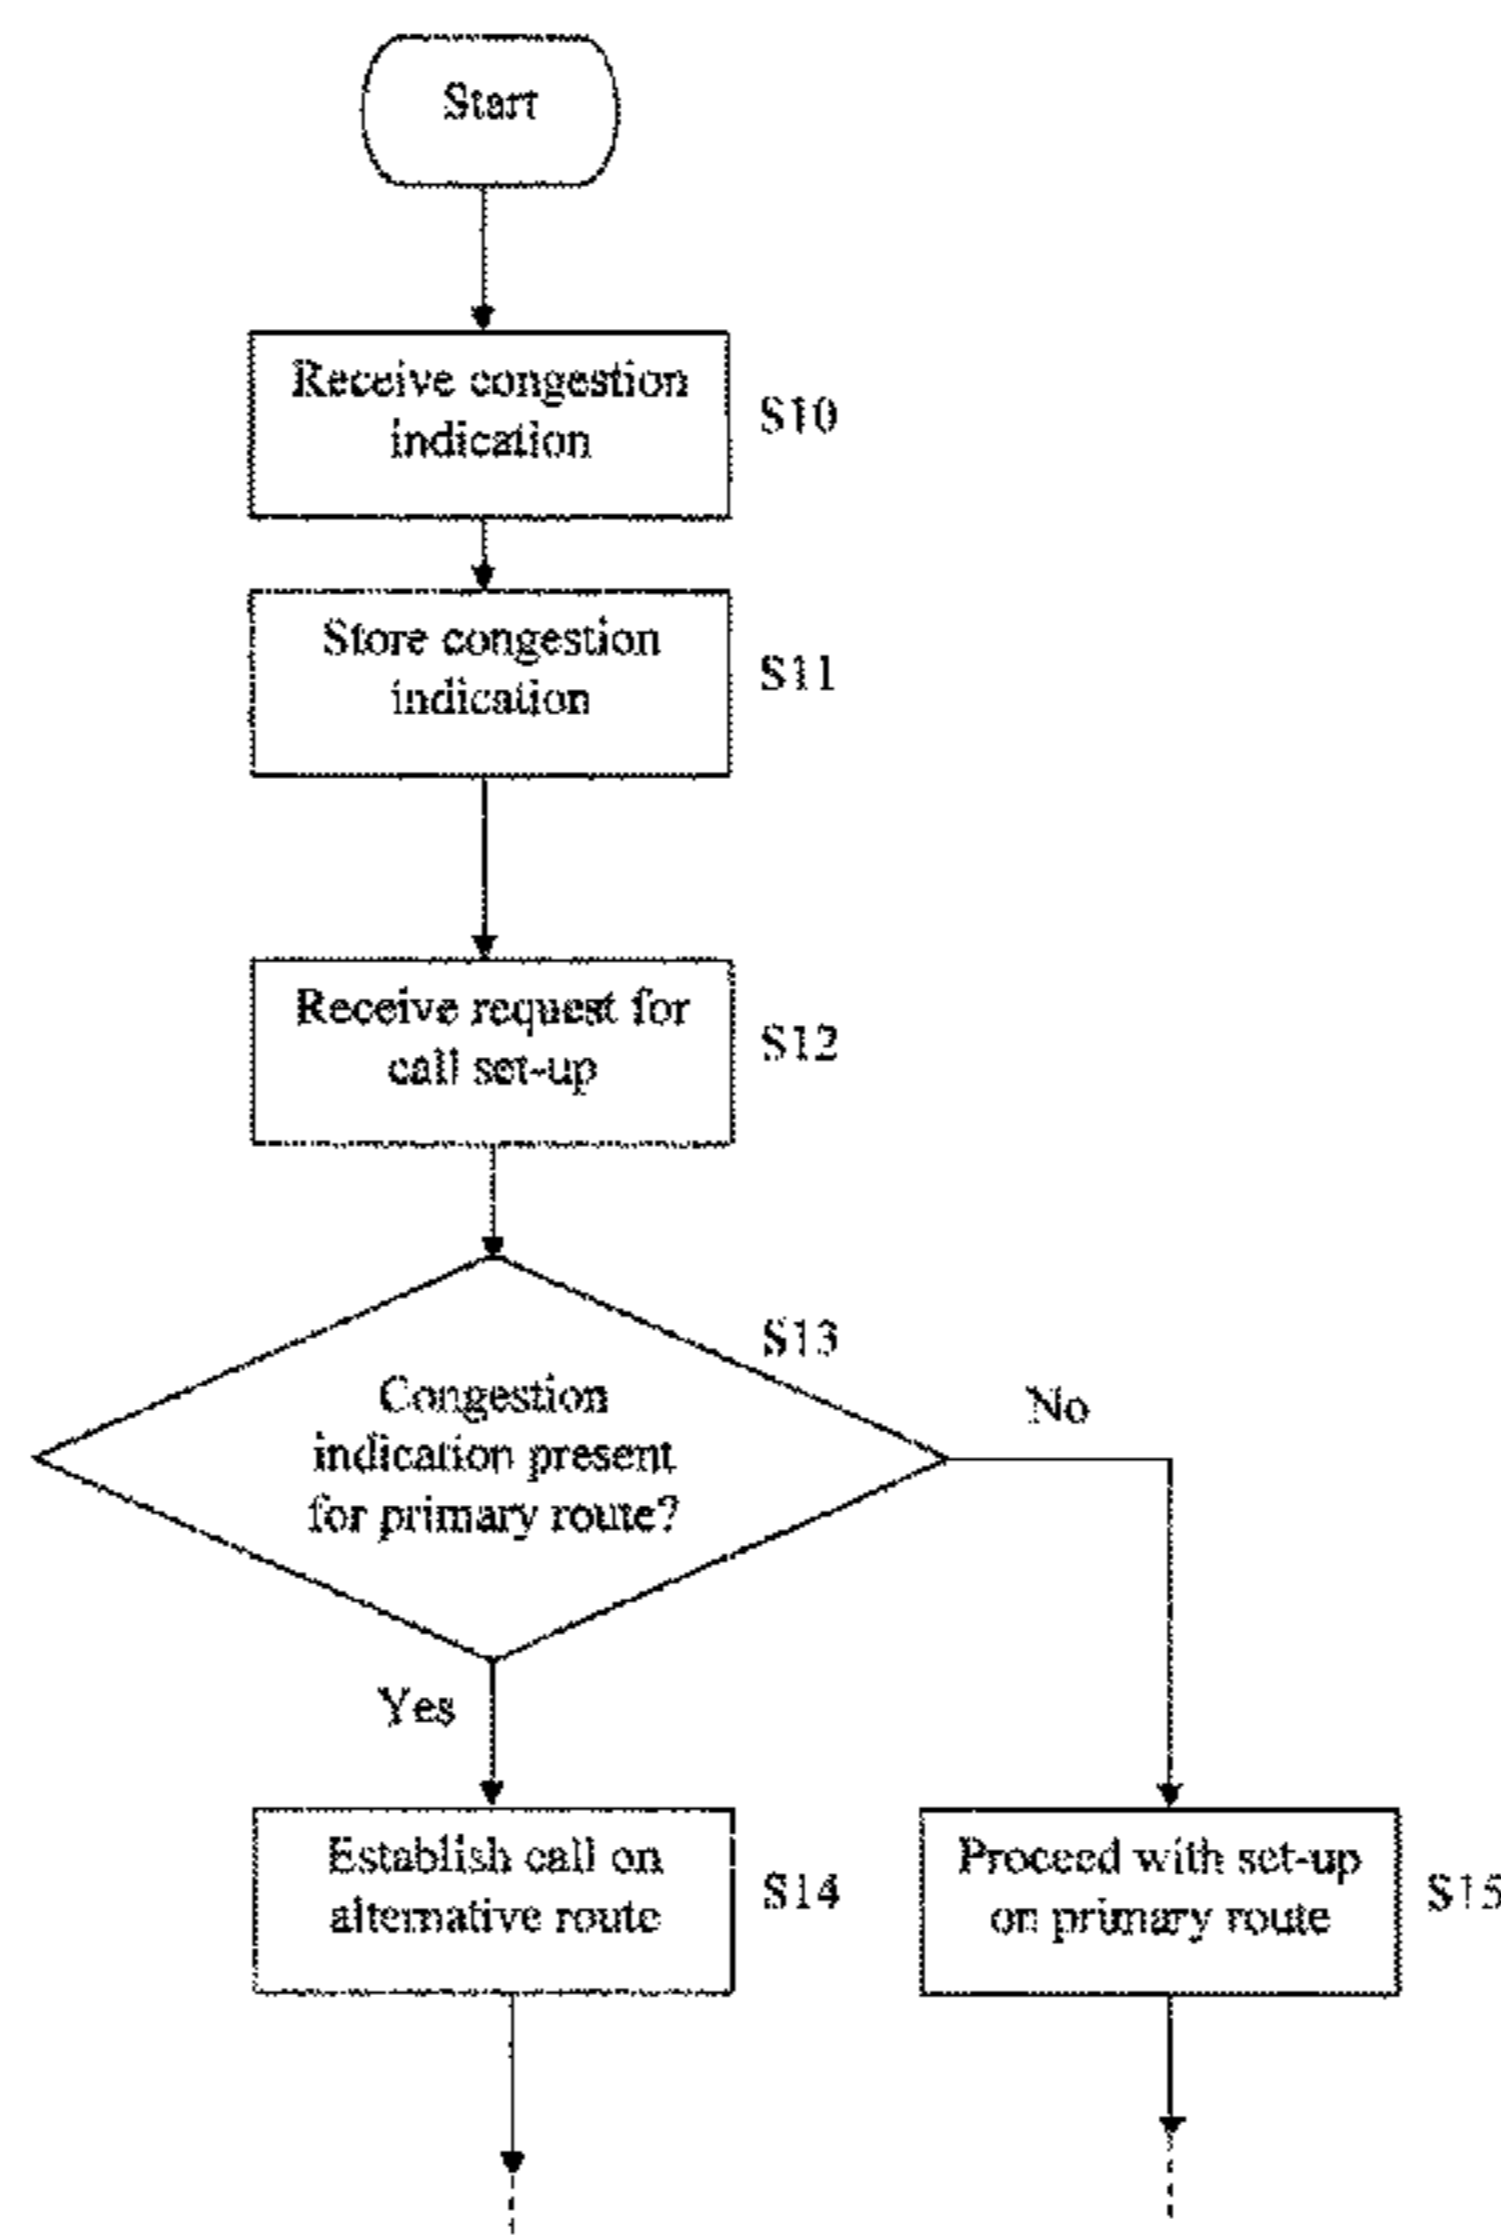 Start
Receive congestion
indication
S10
Store congestion
indication
S11
Receive request for
call set-up
S12
S13
Congestion
indication present
for primary route?
No
Yes
Establish call on
alternative route
S14
Proceed with set-up
on primary route
S15